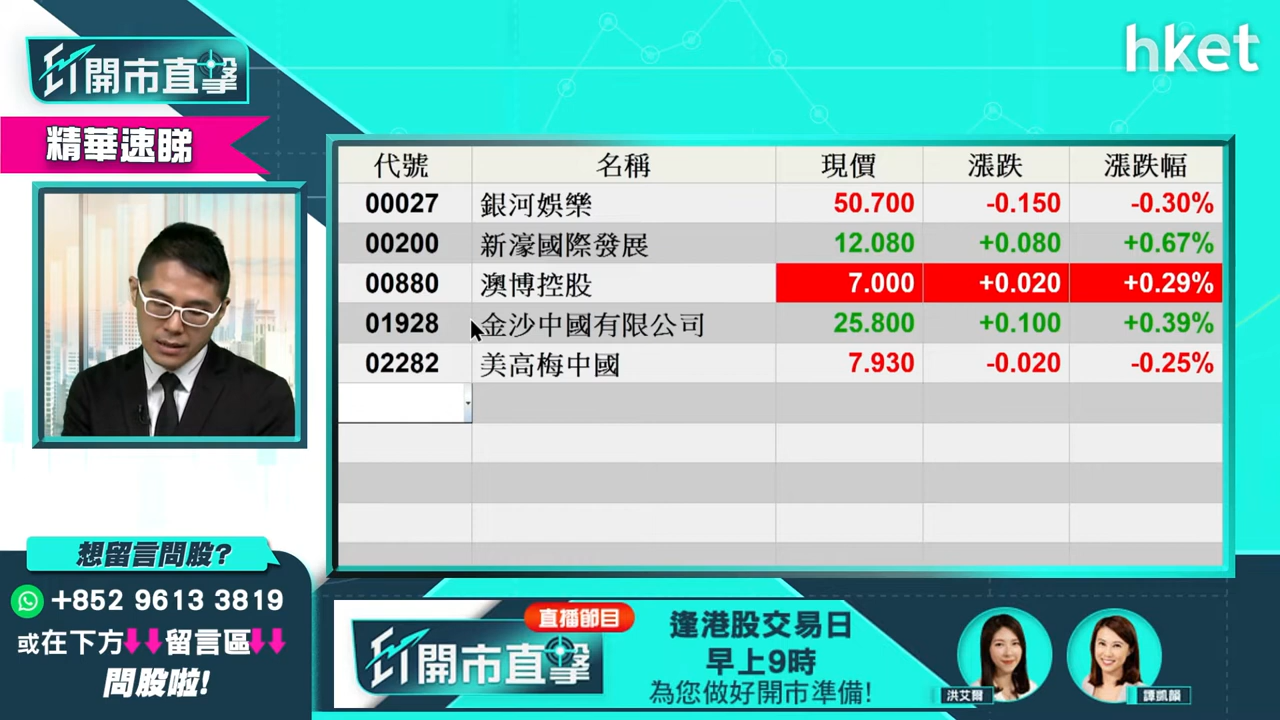 hket
ET開市直擊
精華速睇
代號 名稱 現價 漲跌 漲跌幅
00027 銀河娛樂 50.700 -0.150 -0.30%
00200 新濠國際發展 12.080 +0.080 +0.67%
00880 澳博控股 7.000 +0.020 +0.29%
01928 金沙中國有限公司 25.800 +0.100 +0.39%
02282 美高梅中國 7.930 -0.020 -0.25%
想留言問股?
+852 9613 3819
或在下方留言區
問股啦!
直播節目
ET開市直擊
逢港股交易日
早上9時
為您做好開市準備!
洪艾爾
譚凱韻